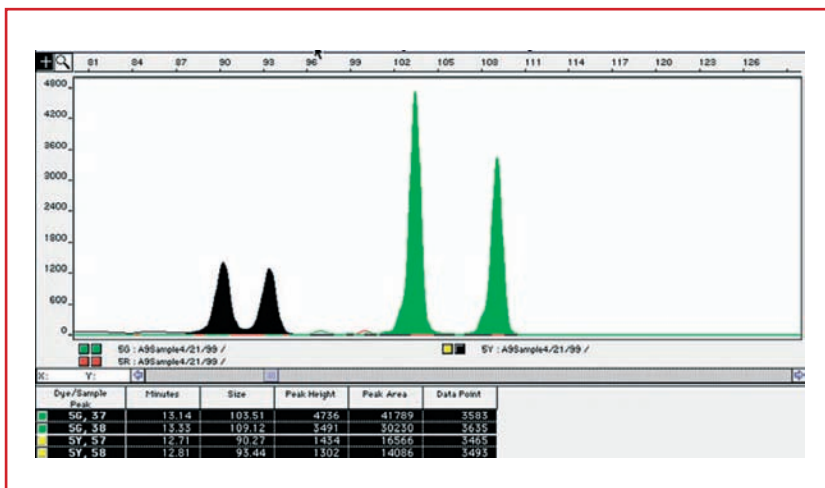 81 84 87 90 93 96 99 102 105 108 111 114 117 120 123 126
4800
4200
3600
3000
2400
1800
1200
600
0
5G : A9Sample4/21/99 / 5Y : A9Sample4/21/99 /
5R : A9Sample4/21/99 /
X: Y:
Dye/Sample Peak Minutes Size Peak Height Peak Area Data Point
5G, 37 13.14 103.51 4736 41789 3583
5G, 38 13.33 109.12 3491 30230 3635
5Y, 57 12.71 90.27 1434 16566 3465
5Y, 58 12.81 93.44 1302 14086 3493